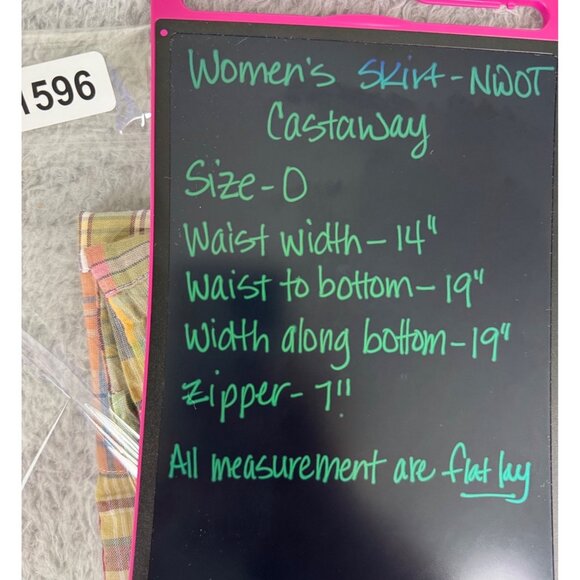 1596
Women's Skirt - NWOT
Castaway
Size - 0
Waist width - 14"
Waist to bottom - 19"
Width along bottom - 19"
Zipper - 7"
All measurement are flat lay